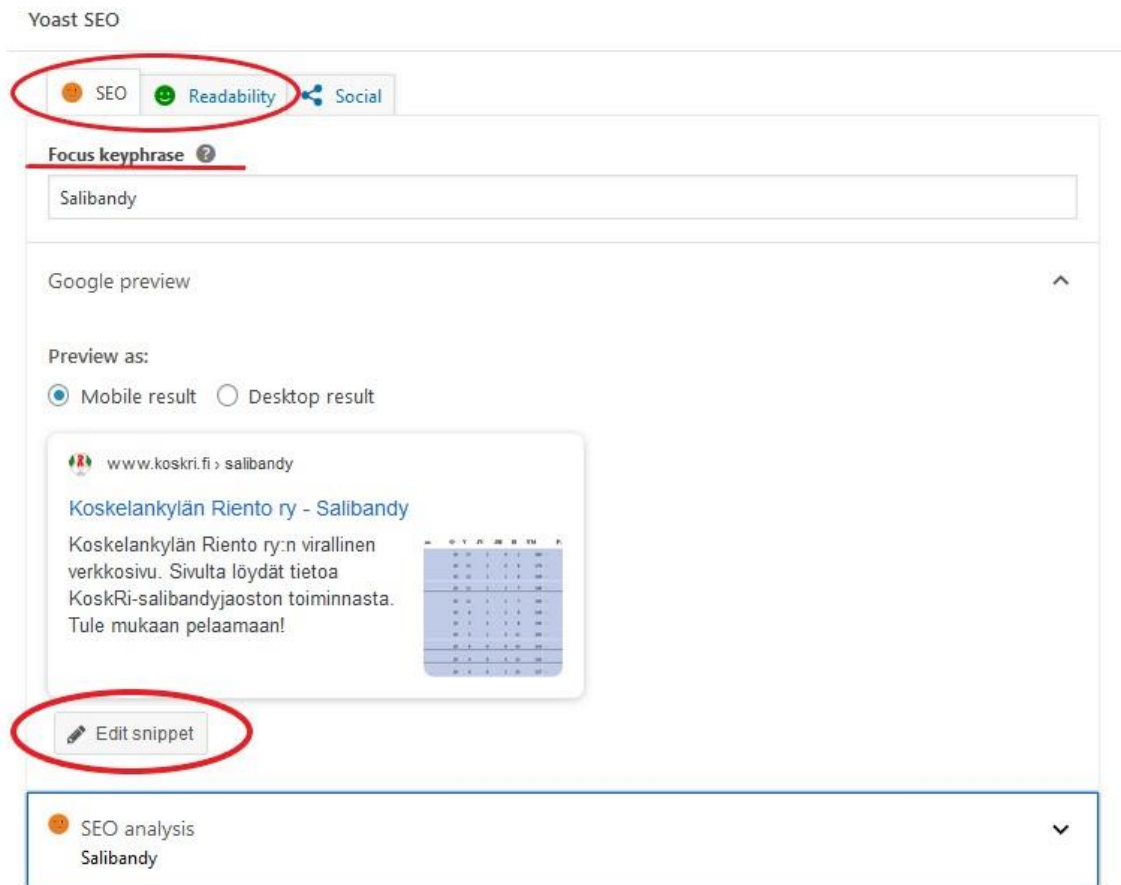 Yoast SEO
SEO Readability Social
Focus keyphrase
Salibandy
Google preview
Preview as:
Mobile result Desktop result
www.koskri.fi › salibandy
Koskelankylän Riento ry - Salibandy
Koskelankylän Riento ry:n virallinen
verkkosivu. Sivulta löydät tietoa
KoskRi-salibandyjaoston toiminnasta.
Tule mukaan pelaamaan!
Edit snippet
SEO analysis
Salibandy